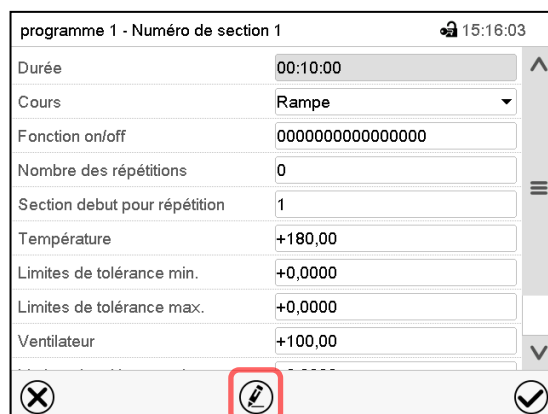 programme 1 - Numéro de section 1 15:16:03
Durée 00:10:00
Cours Rampe
Fonction on/off 0000000000000000
Nombre des répétitions 0
Section debut pour répétition 1
Température +180,00
Limites de tolérance min. +0,0000
Limites de tolérance max. +0,0000
Ventilateur +100,00